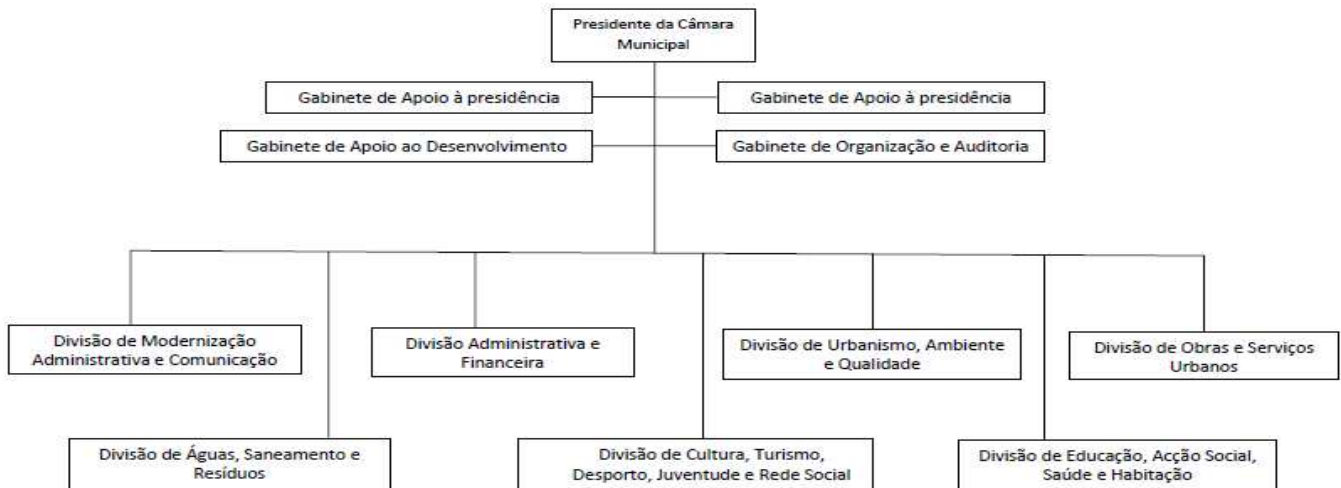 Presidente da Câmara
Municipal
Gabinete de Apoio à presidência
Gabinete de Apoio à presidência
Gabinete de Apoio ao Desenvolvimento
Gabinete de Organização e Auditoria
Divisão de Modernização
Administrativa e Comunicação
Divisão Administrativa e
Financeira
Divisão de Urbanismo, Ambiente
e Qualidade
Divisão de Obras e Serviços
Urbanos
Divisão de Águas, Saneamento e
Resíduos
Divisão de Cultura, Turismo,
Desporto, Juventude e Rede Social
Divisão de Educação, Acção Social,
Saúde e Habitação